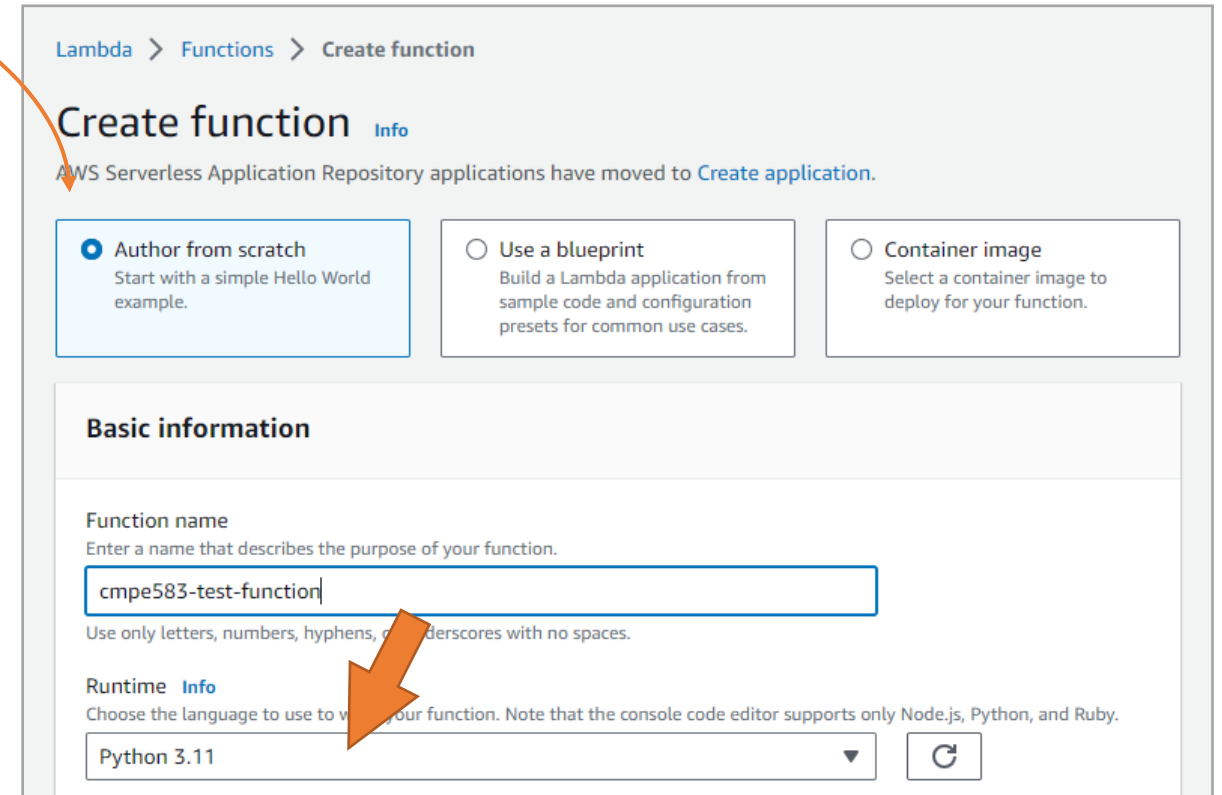 Lambda > Functions > Create function
Create function Info
AWS Serverless Application Repository applications have moved to Create application.
Author from scratch
Start with a simple Hello World
example.
Use a blueprint
Build a Lambda application from
sample code and configuration
presets for common use cases.
Container image
Select a container image to
deploy for your function.
Basic information
Function name
Enter a name that describes the purpose of your function.
cmpe583-test-function
Use only letters, numbers, hyphens, derscores with no spaces.
Runtime Info
Choose the language to use to your function. Note that the console code editor supports only Node.js, Python, and Ruby.
Python 3.11